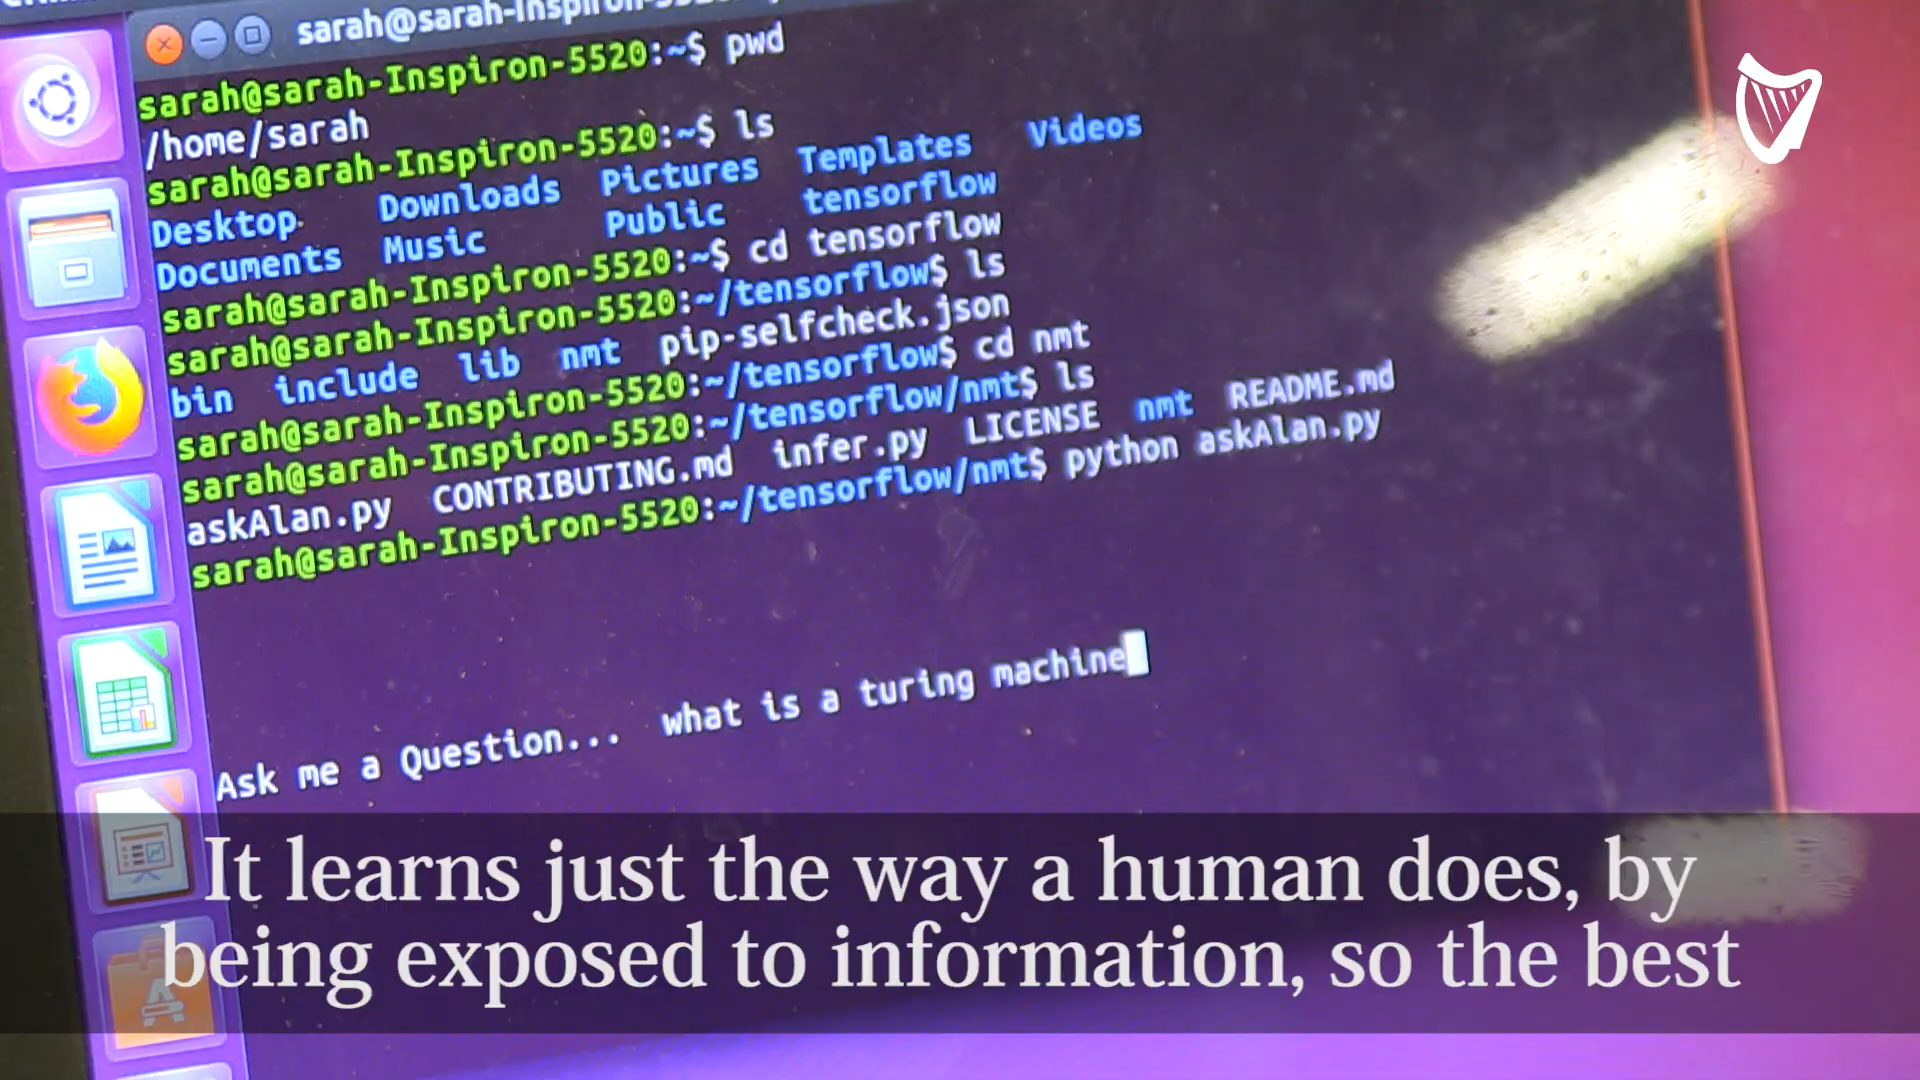 sarah@sarah-Inspiron-5520:~$ pwd
/home/sarah
sarah@sarah-Inspiron-5520:~$ ls
Desktop Downloads Pictures Templates Videos
Documents Music Public tensorflow
sarah@sarah-Inspiron-5520:~$ cd tensorflow
sarah@sarah-Inspiron-5520:~/tensorflow$ ls
bin include lib nmt pip-selfcheck.json
sarah@sarah-Inspiron-5520:~/tensorflow$ cd nmt
sarah@sarah-Inspiron-5520:~/tensorflow/nmt$ ls
askAlan.py CONTRIBUTING.md infer.py LICENSE nmt README.md
sarah@sarah-Inspiron-5520:~/tensorflow/nmt$ python askAlan.py
Ask me a Question... what is a turing machine
It learns just the way a human does, by
being exposed to information, so the best